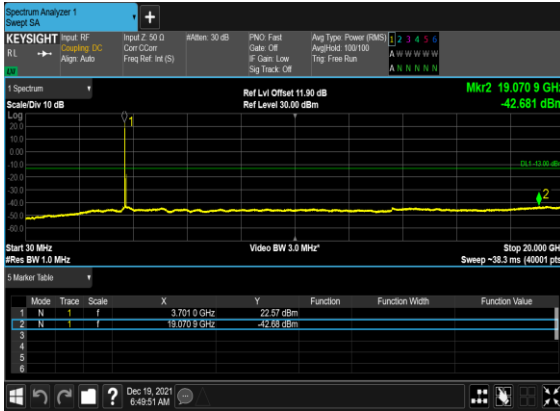 Spectrum Analyzer 1
Swept SA
+
KEYSIGHT Input: RF Input Z: 50 Ω #Atten: 30 dB PNO: Fast Avg Type: Power (RMS) 1 2 3 4 5 6
RL Coupling: DC Corr CCorr Gate: Off Avg|Hold: 100/100 A W W W W W
Align: Auto Freq Ref: Int (S) IF Gain: Low Trig: Free Run
Sig Track: Off A N N N N N
1 Spectrum Ref Lvl Offset 11.90 dB Mkr2 19.070 9 GHz
Scale/Div 10 dB Ref Level 30.00 dBm -42.681 dBm
Log
20.0
1
10.0
0.00
-10.0
DL1 -13.00 dBm
-20.0
-30.0
-40.0
2
-50.0
-60.0
Start 30 MHz Video BW 3.0 MHz* Stop 20.000 GH
#Res BW 1.0 MHz Sweep ~38.3 ms (40001 pts
5 Marker Table
Mode Trace Scale X Y Function Function Width Function Value
1 N 1 f 3.701 0 GHz 22.57 dBm
2 N 1 f 19.070 9 GHz -42.68 dBm
3
4
5
6
? Dec 19, 2021
6:49:51 AM